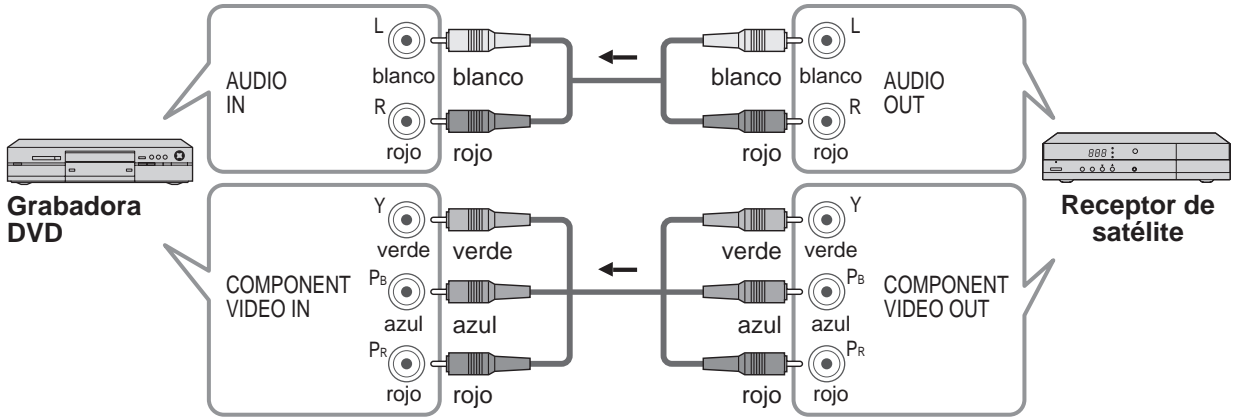 L
blanco
blanco
AUDIO
IN
R
rojo
rojo
blanco
L
blanco
AUDIO
OUT
rojo
R
rojo
888
Grabadora
DVD
Receptor de
satélite
Y
verde
verde
COMPONENT
VIDEO IN
PB
azul
azul
PR
rojo
rojo
verde
Y
verde
PB
COMPONENT
VIDEO OUT
azul
azul
PR
rojo
rojo